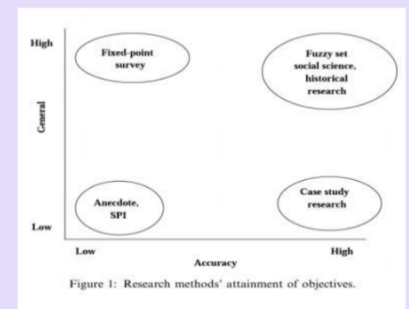 High
Fixed-point
survey
Fuzzy set
social science,
historical
research
General
Anecdote,
SPI
Case study
research
Low
Low
High
Accuracy
Figure 1: Research methods' attainment of objectives.